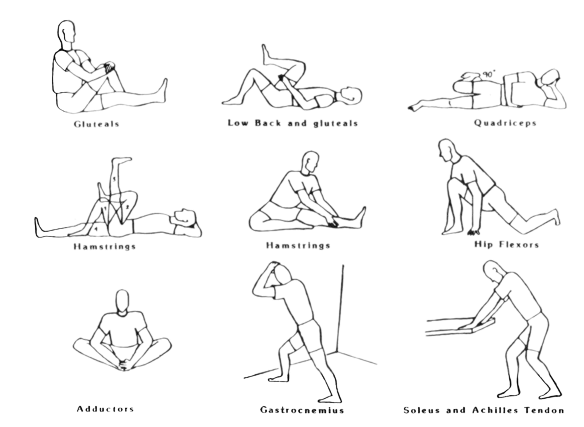 Gluteals
Low Back and gluteals
90°
Quadriceps
Hamstrings
Hamstrings
Hip Flexors
Adductors
Gastrocnemius
Soleus and Achilles Tendon